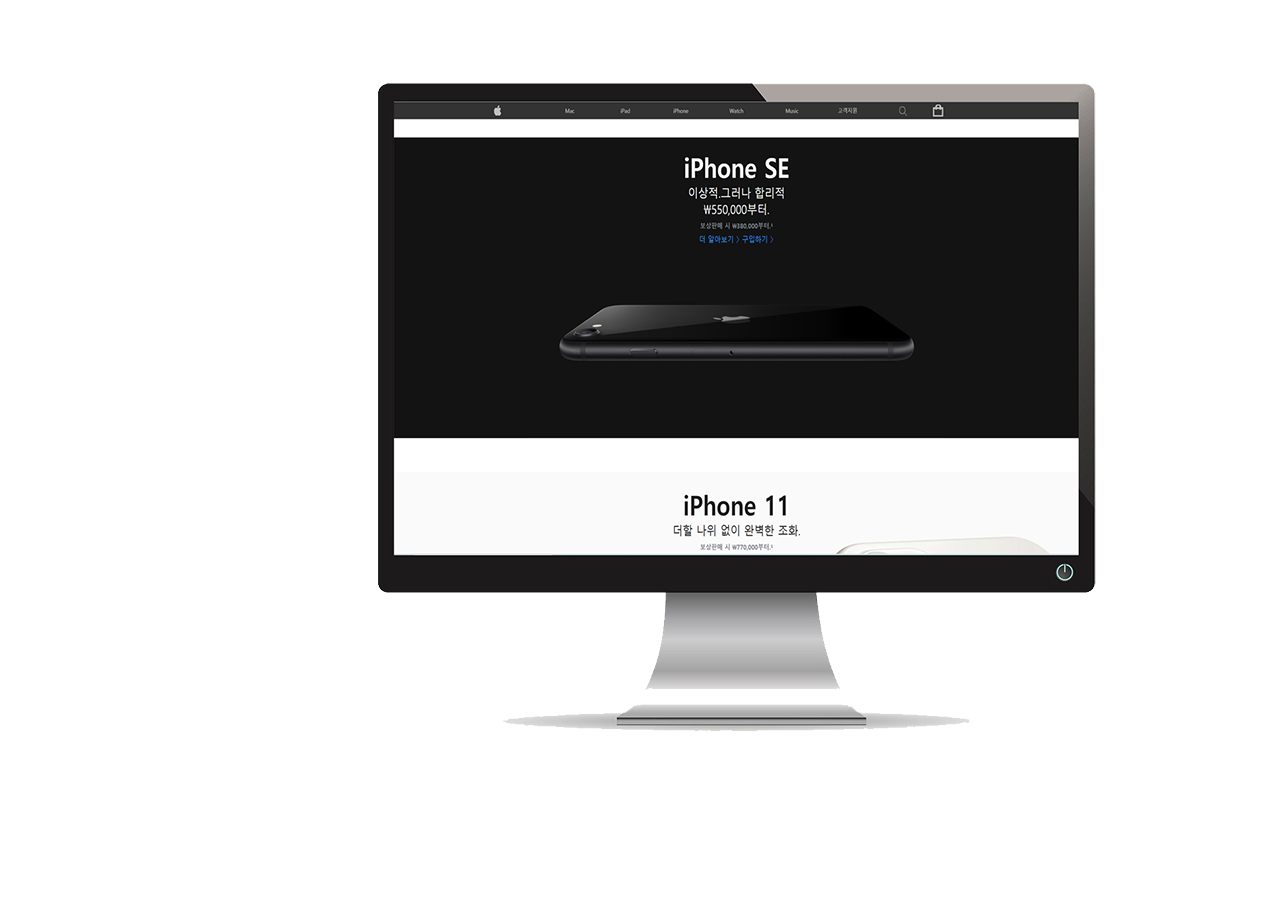 Mac iPad iPhone Watch Music 고객지원
iPhone SE
이상적.그러나 합리적
₩550,000부터.
보상판매 시 ₩380,000부터.¹
더 알아보기 〉 구입하기 〉
iPhone 11
더할 나위 없이 완벽한 조화.
보상판매 시 ₩770,000부터.¹